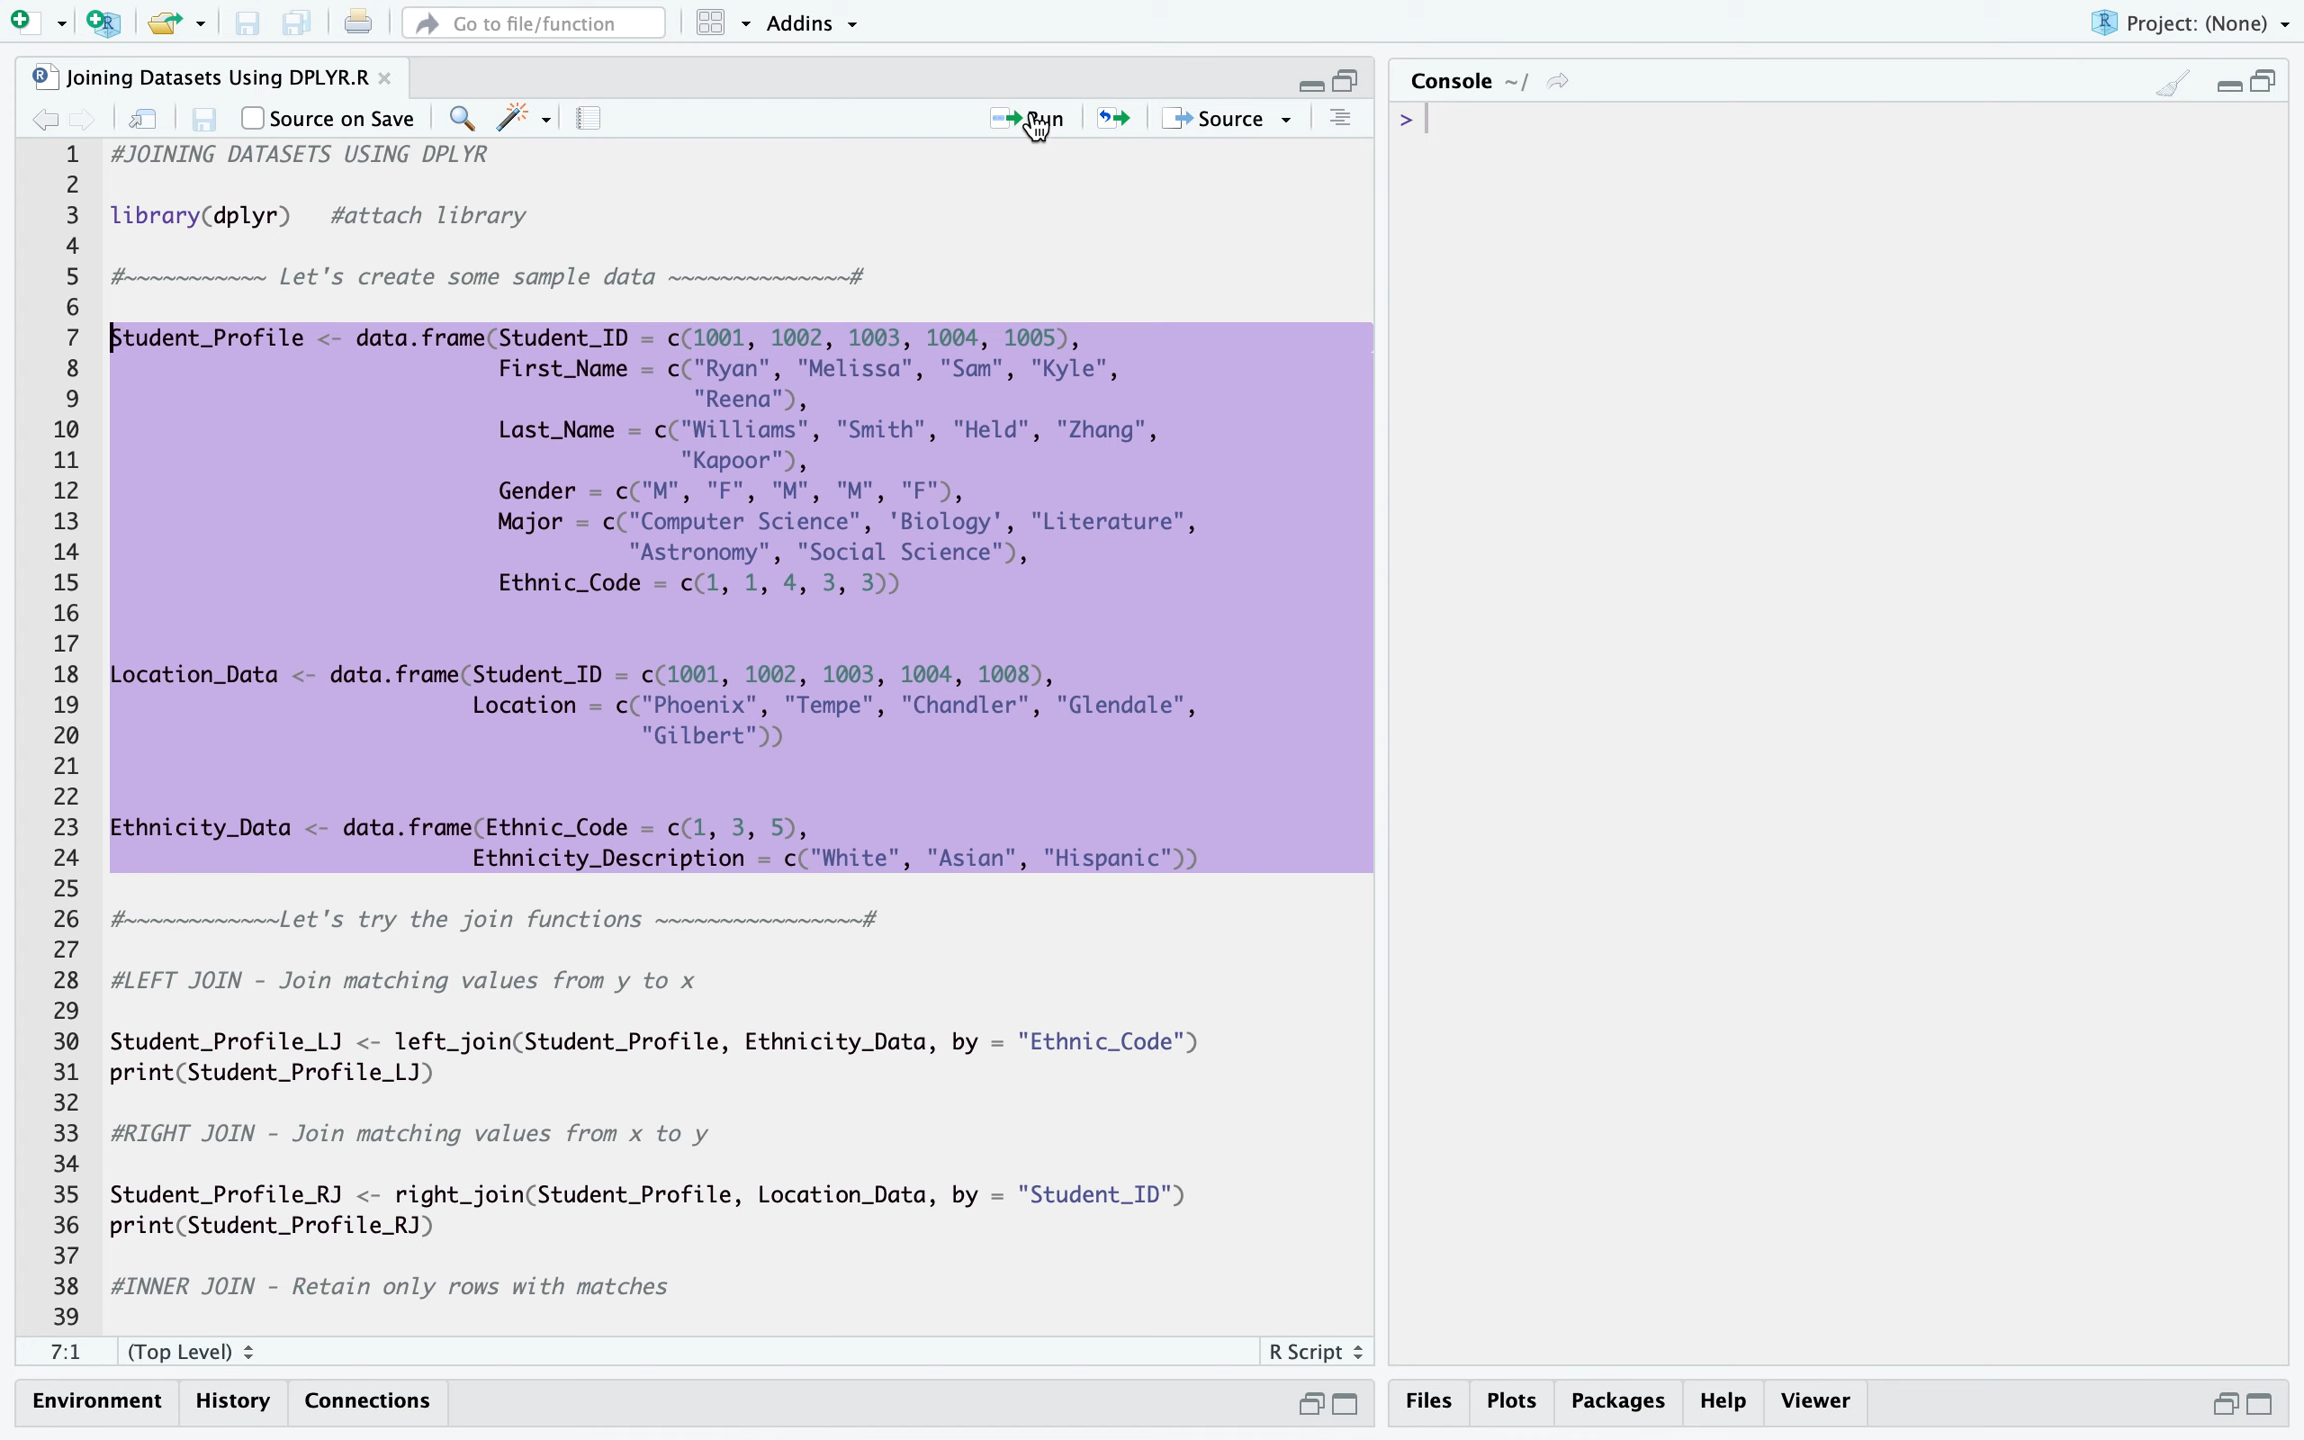 Go to file/function
Addins
Project: (None)
Joining Datasets Using DPLYR.R
Source on Save
Run
Source
1 #JOINING DATASETS USING DPLYR
2
3 library(dplyr)   #attach library
4
5 #~~~~~~~~~~~ Let's create some sample data ~~~~~~~~~~~~~~#
6
7 Student_Profile <- data.frame(Student_ID = c(1001, 1002, 1003, 1004, 1005),
8 First_Name = c("Ryan", "Melissa", "Sam", "Kyle",
9 "Reena"),
10 Last_Name = c("Williams", "Smith", "Held", "Zhang",
11 "Kapoor"),
12 Gender = c("M", "F", "M", "M", "F"),
13 Major = c("Computer Science", 'Biology', "Literature",
14 "Astronomy", "Social Science"),
15 Ethnic_Code = c(1, 1, 4, 3, 3))
16
17
18 Location_Data <- data.frame(Student_ID = c(1001, 1002, 1003, 1004, 1008),
19 Location = c("Phoenix", "Tempe", "Chandler", "Glendale",
20 "Gilbert"))
21
22
23 Ethnicity_Data <- data.frame(Ethnic_Code = c(1, 3, 5),
24 Ethnicity_Description = c("White", "Asian", "Hispanic"))
25
26 #~~~~~~~~~~~~Let's try the join functions ~~~~~~~~~~~~~~~~#
27
28 #LEFT JOIN - Join matching values from y to x
29
30 Student_Profile_LJ <- left_join(Student_Profile, Ethnicity_Data, by = "Ethnic_Code")
31 print(Student_Profile_LJ)
32
33 #RIGHT JOIN - Join matching values from x to y
34
35 Student_Profile_RJ <- right_join(Student_Profile, Location_Data, by = "Student_ID")
36 print(Student_Profile_RJ)
37
38 #INNER JOIN - Retain only rows with matches
39
7:1 (Top Level)
R Script
Environment
History
Connections
Console ~/
>
Files
Plots
Packages
Help
Viewer